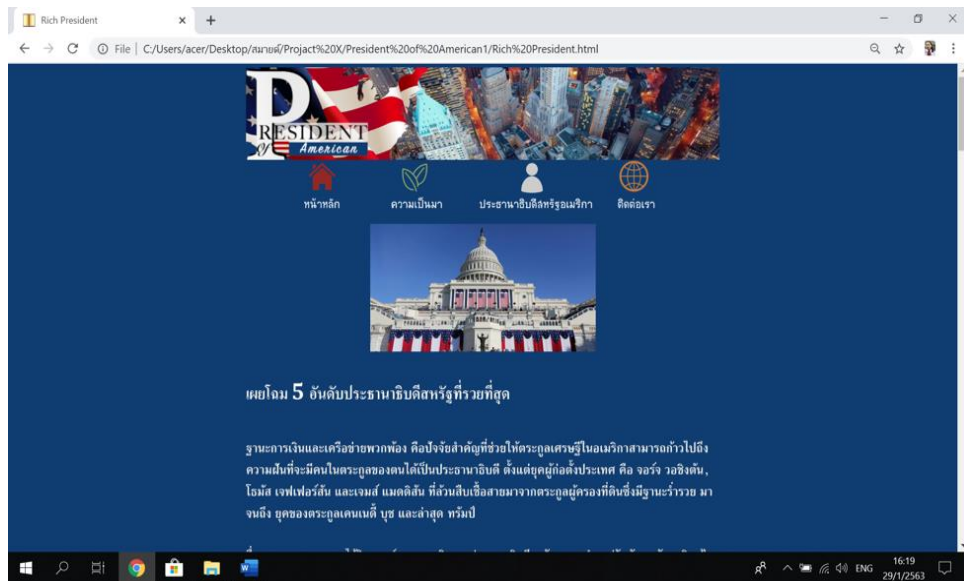 Rich President
File | C:/Users/acer/Desktop/สมายด์/Projact%20X/President%20of%20American1/Rich%20President.html
PRESIDENT
Of American
หน้าหลัก ความเป็นมา ประธานาธิบดีสหรัฐอเมริกา ติดต่อเรา
เผยโฉม 5 อันดับประธานาธิบดีสหรัฐที่รวยที่สุด
ฐานะการเงินและเครือข่ายพวกพ้อง คือปัจจัยสำคัญที่ช่วยให้ตระกูลเศรษฐีในอเมริกาสามารถก้าวไปถึง
ความฝันที่จะมีคนในตระกูลของตนได้เป็นประธานาธิบดี ตั้งแต่ยุคผู้ก่อตั้งประเทศ คือ จอร์จ วอชิงตัน,
โธมัส เจฟเฟอร์สัน และเจมส์ แมดดิสัน ที่ล้วนสืบเชื้อสายมาจากตระกูลผู้ครองที่ดินซึ่งมีฐานะร่ำรวย มา
จนถึง ยุคของตระกูลเคนเนดี้ บุช และล่าสุด ทรัมป์
ENG
16:19
29/1/2563